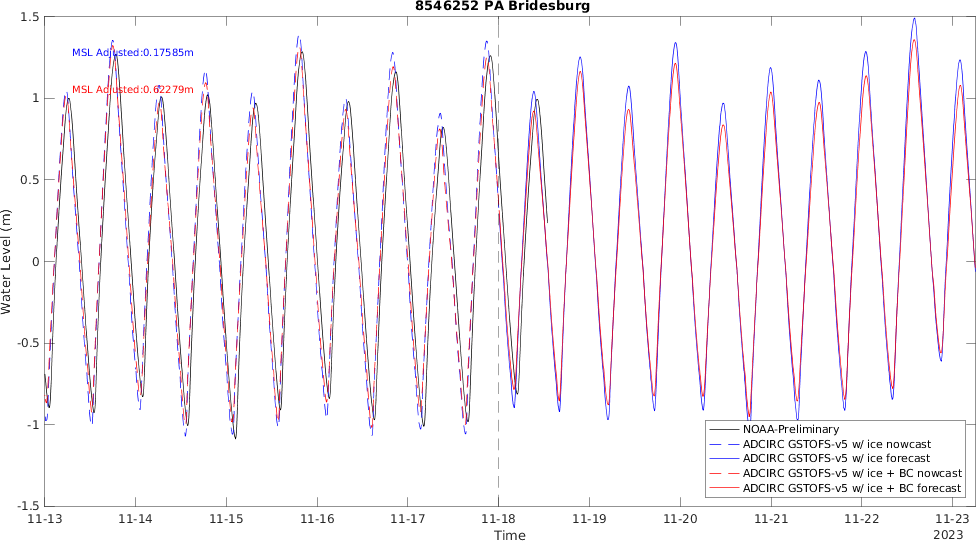 8546252 PA Bridesburg
1.5
1
0.5
0
-0.5
-1
-1.5
Water Level (m)
MSL Adjusted:0.17585m
MSL Adjusted:0.62279m
NOAA-Preliminary
ADCIRC GSTOFS-v5 w/ ice nowcast
ADCIRC GSTOFS-v5 w/ ice forecast
ADCIRC GSTOFS-v5 w/ ice + BC nowcast
ADCIRC GSTOFS-v5 w/ ice + BC forecast
11-13 11-14 11-15 11-16 11-17 11-18 11-19 11-20 11-21 11-22 11-23
Time 2023